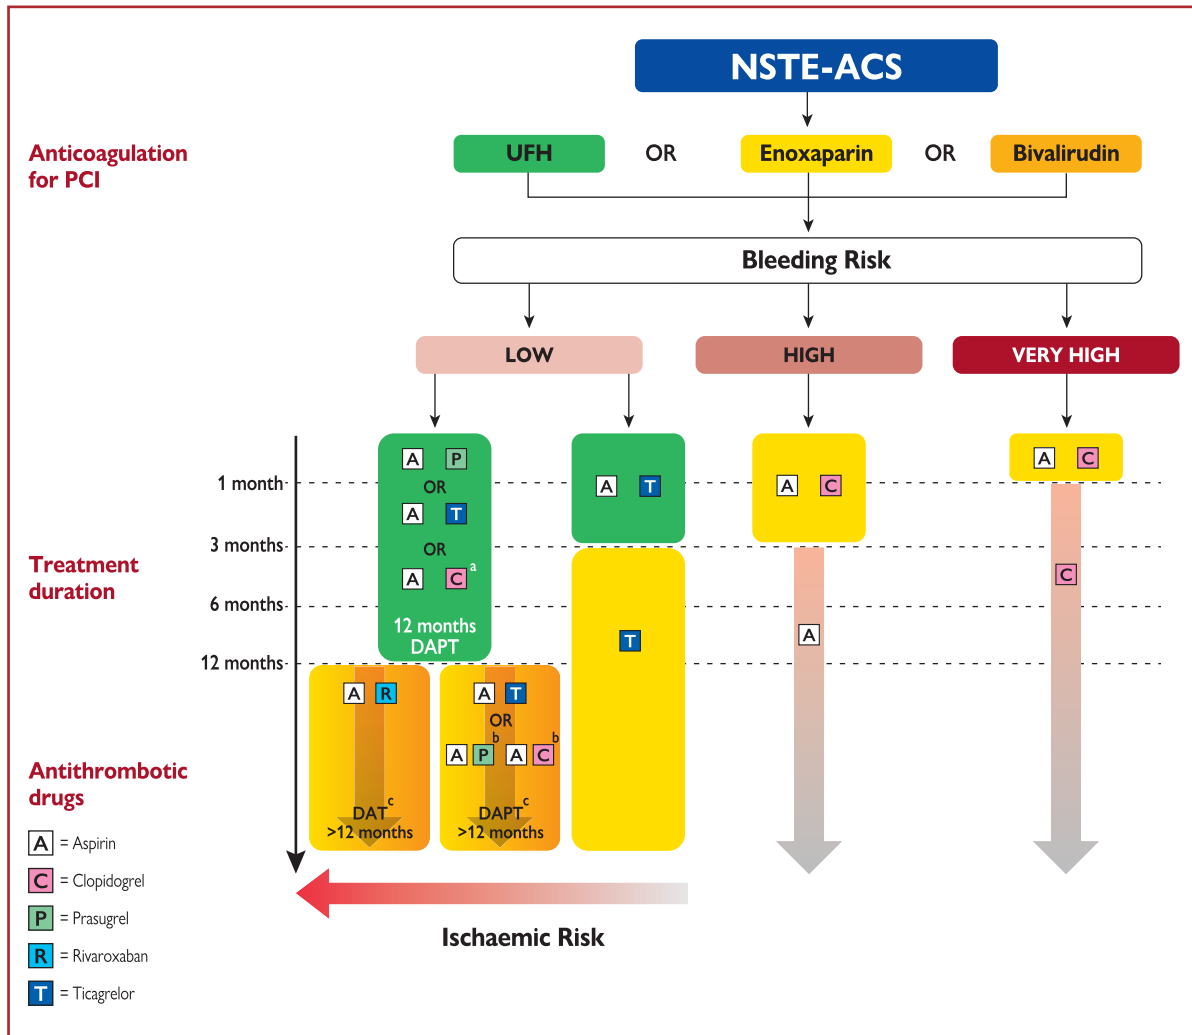 NSTE-ACS
Anticoagulation
for PCI
UFH OR Enoxaparin OR Bivalirudin
Bleeding Risk
LOW HIGH VERY HIGH
A P
OR
A T
OR
A C a
12 months
DAPT
A T
T
A C
A
A C
C
1 month
3 months
6 months
12 months
Treatment
duration
A R
DAT c
>12 months
A T
OR
A P b A C b
DAPT c
>12 months
Ischaemic Risk
Antithrombotic
drugs
A = Aspirin
C = Clopidogrel
P = Prasugrel
R = Rivaroxaban
T = Ticagrelor